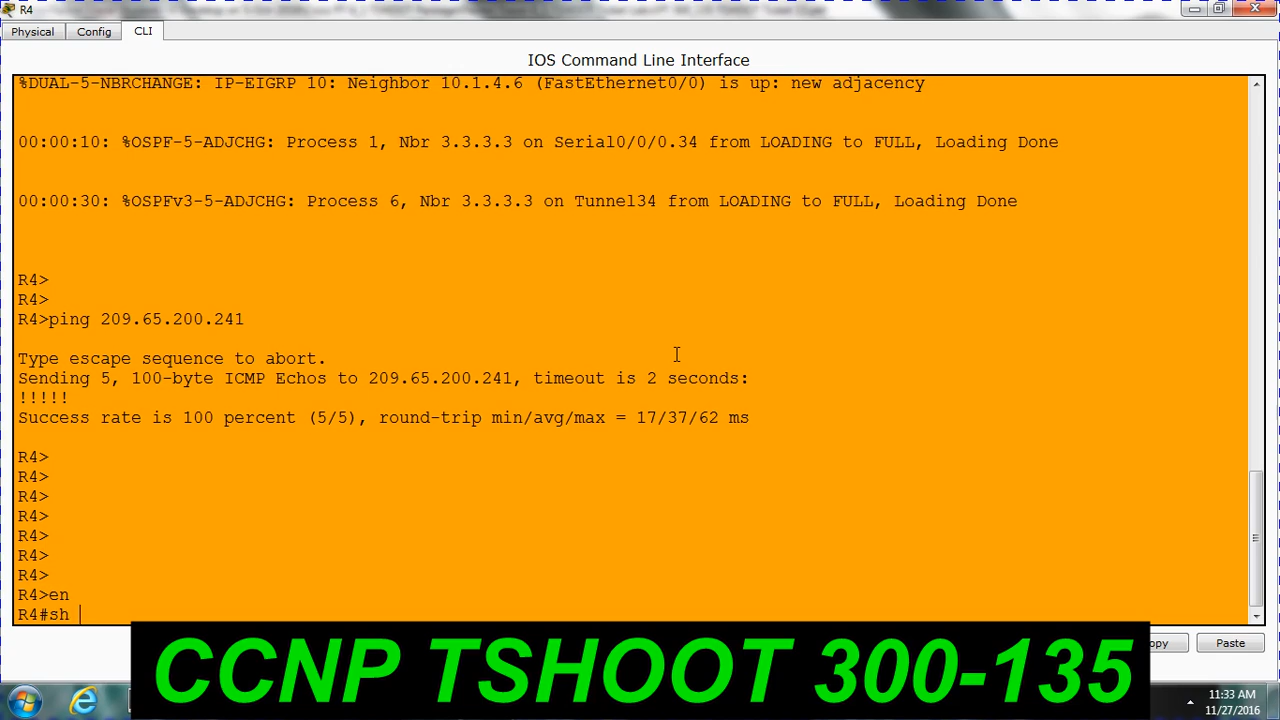 R4
Physical Config CLI
IOS Command Line Interface
%DUAL-5-NBRCHANGE: IP-EIGRP 10: Neighbor 10.1.4.6 (FastEthernet0/0) is up: new adjacency
00:00:10: %OSPF-5-ADJCHG: Process 1, Nbr 3.3.3.3 on Serial0/0/0.34 from LOADING to FULL, Loading Done
00:00:30: %OSPFv3-5-ADJCHG: Process 6, Nbr 3.3.3.3 on Tunnel34 from LOADING to FULL, Loading Done
R4>
R4>
R4>ping 209.65.200.241
Type escape sequence to abort.
Sending 5, 100-byte ICMP Echos to 209.65.200.241, timeout is 2 seconds:
!!!!!
Success rate is 100 percent (5/5), round-trip min/avg/max = 17/37/62 ms
R4>
R4>
R4>
R4>
R4>
R4>
R4>
R4>en
R4#sh
opy Paste
CCNP TSHOOT 300-135
11:33 AM
11/27/2016